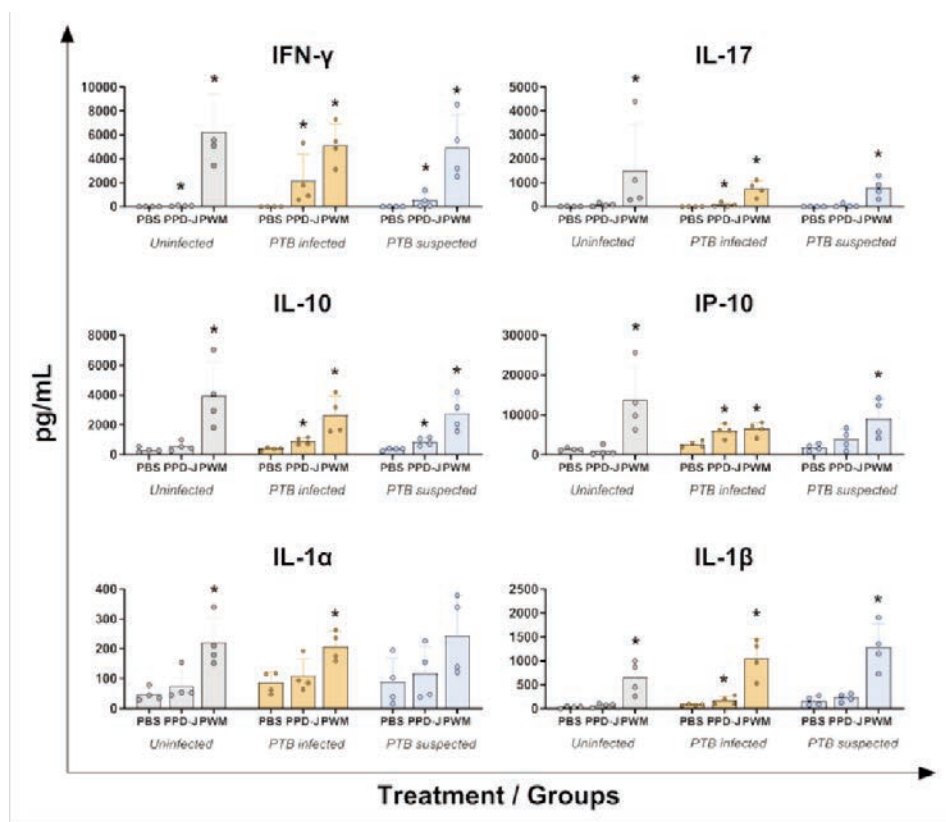 IFN-γ
10000
8000
6000
4000
2000
0
* * * * *
PBS PPD-J PWM PBS PPD-J PWM PBS PPD-J PWM
Uninfected PTB infected PTB suspected
IL-17
5000
4000
3000
2000
1000
0
* * * *
PBS PPD-J PWM PBS PPD-J PWM PBS PPD-J PWM
Uninfected PTB infected PTB suspected
IL-10
8000
6000
4000
2000
0
* * * * *
PBS PPD-J PWM PBS PPD-J PWM PBS PPD-J PWM
Uninfected PTB infected PTB suspected
IP-10
30000
20000
10000
0
* * * *
PBS PPD-J PWM PBS PPD-J PWM PBS PPD-J PWM
Uninfected PTB infected PTB suspected
IL-1α
400
300
200
100
0
* *
PBS PPD-J PWM PBS PPD-J PWM PBS PPD-J PWM
Uninfected PTB infected PTB suspected
IL-1β
2500
2000
1500
1000
500
0
* * * *
PBS PPD-J PWM PBS PPD-J PWM PBS PPD-J PWM
Uninfected PTB infected PTB suspected
pg/mL
Treatment / Groups